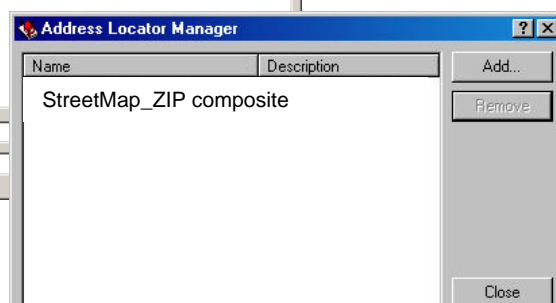 Address Locator Manager
Name Description
Add...
StreetMap_ZIP composite
Remove
Close